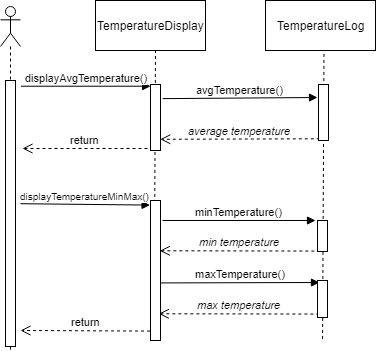 TemperatureDisplay
TemperatureLog
displayAvgTemperature()
avgTemperature()
average temperature
return
displayTemperatureMinMax()
minTemperature()
min temperature
maxTemperature()
max temperature
return